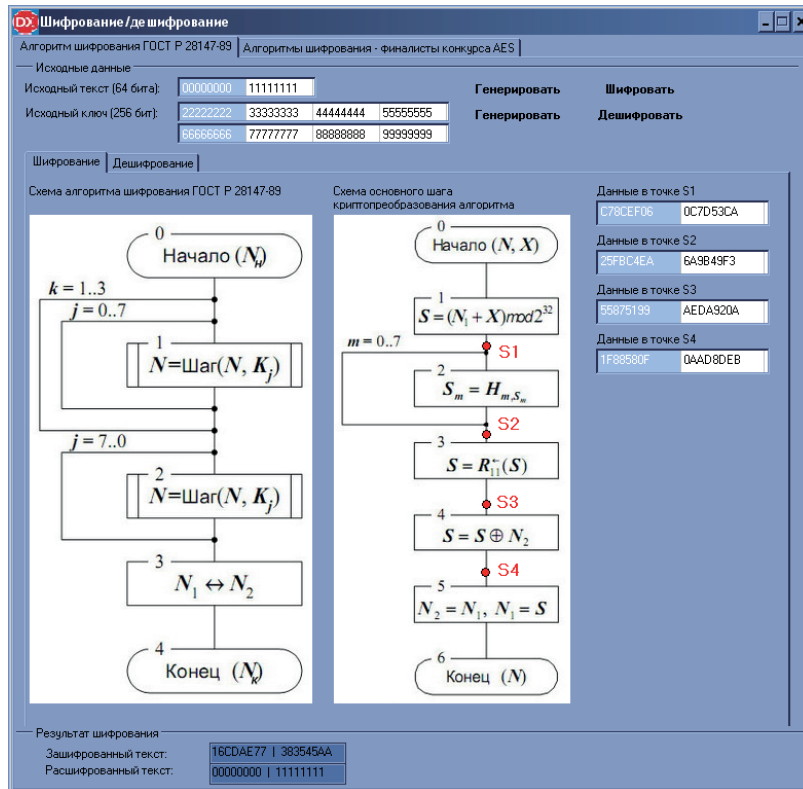 Шифрование/дешифрование
Алгоритм шифрования ГОСТ Р 28147-89 Алгоритмы шифрования - финалисты конкурса AES
Исходные данные
Исходный текст (64 бита): 00000000 11111111 Генерировать Шифровать
Исходный ключ (256 бит): 22222222 33333333 44444444 55555555 Генерировать Дешифровать
66666666 77777777 88888888 99999999
Шифрование Дешифрование
Схема алгоритма шифрования ГОСТ Р 28147-89
0
Начало (Nн)
k = 1..3
j = 0..7
1
N=Шаг(N, Kj)
j = 7..0
2
N=Шаг(N, Kj)
3
N1 ↔ N2
4
Конец (Nк)
Схема основного шага
криптопреобразования алгоритма
0
Начало (N, X)
1
S = (N1 + X) mod 2^32
S1
m = 0..7
2
Sm = Hm,Sm
S2
3
S = R11←(S)
S3
4
S = S ⊕ N2
S4
5
N2 = N1, N1 = S
6
Конец (N)
Данные в точке S1
C78CEF06 0C7D53CA
Данные в точке S2
25FBC4EA 6A9B49F3
Данные в точке S3
55875199 AEDA920A
Данные в точке S4
1F88580F 0AAD8DEB
Результат шифрования
Зашифрованный текст: 16CDAE77 | 383545AA
Расшифрованный текст: 00000000 | 11111111